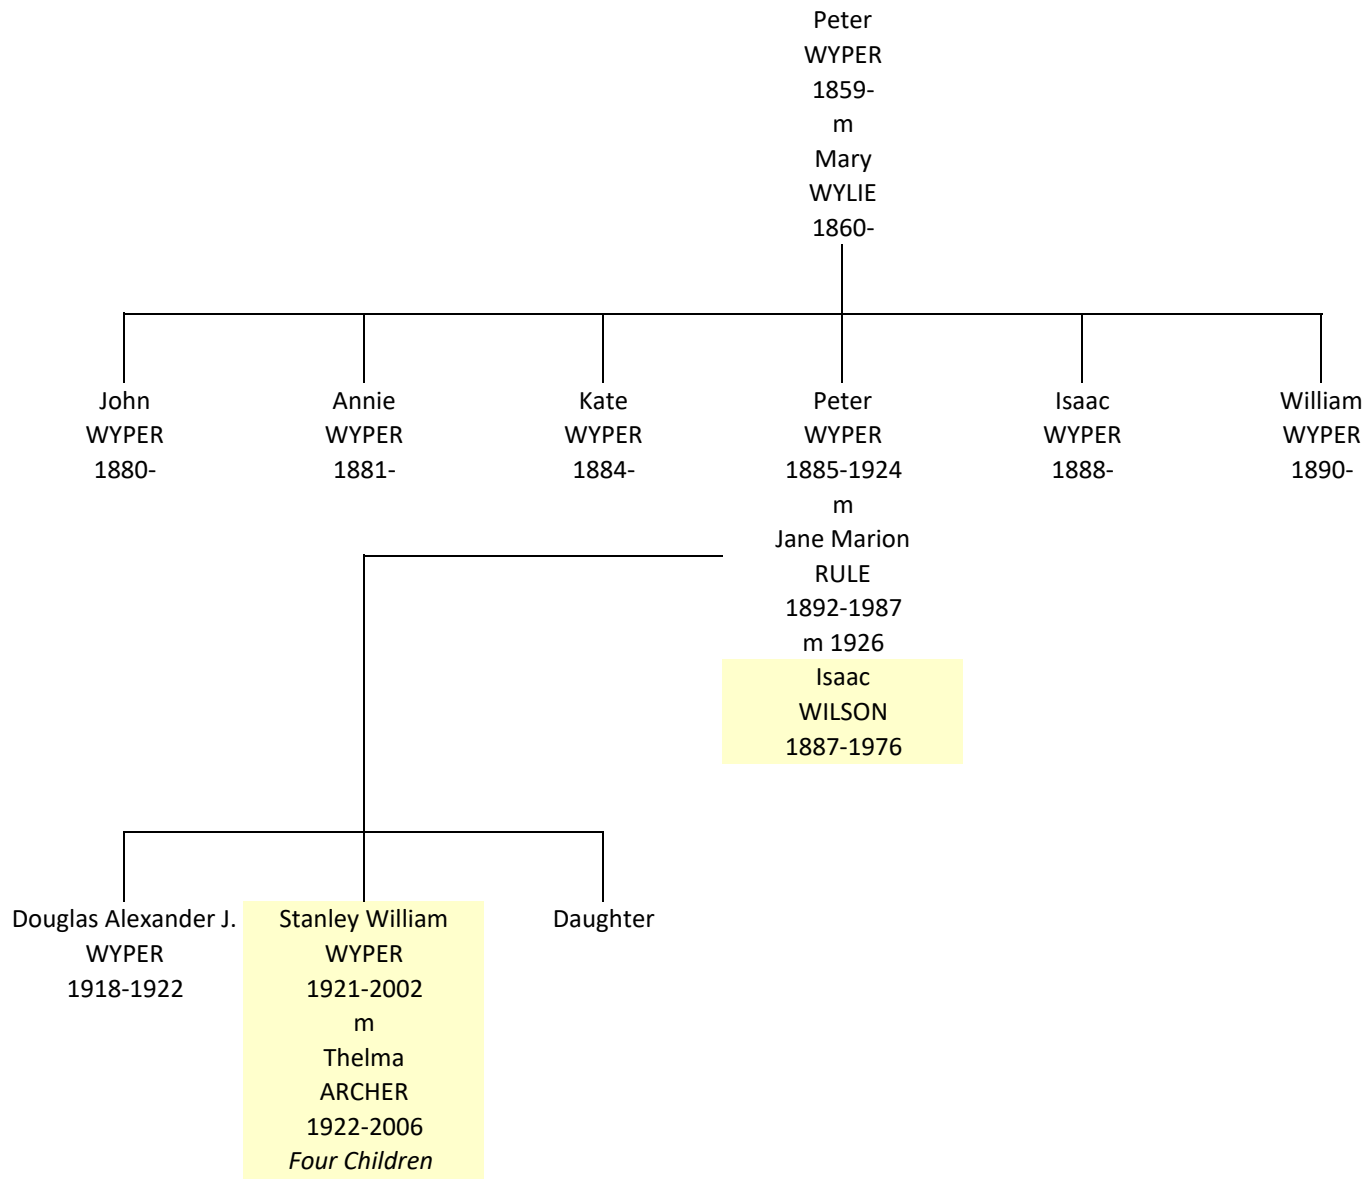 Peter
WYPER
1859-
m
Mary
WYLIE
1860-
John
WYPER
1880-
Annie
WYPER
1881-
Kate
WYPER
1884-
Peter
WYPER
1885-1924
m
Jane Marion
RULE
1892-1987
m 1926
Isaac
WILSON
1887-1976
Isaac
WYPER
1888-
William
WYPER
1890-
Douglas Alexander J.
WYPER
1918-1922
Stanley William
WYPER
1921-2002
m
Thelma
ARCHER
1922-2006
Four Children
Daughter